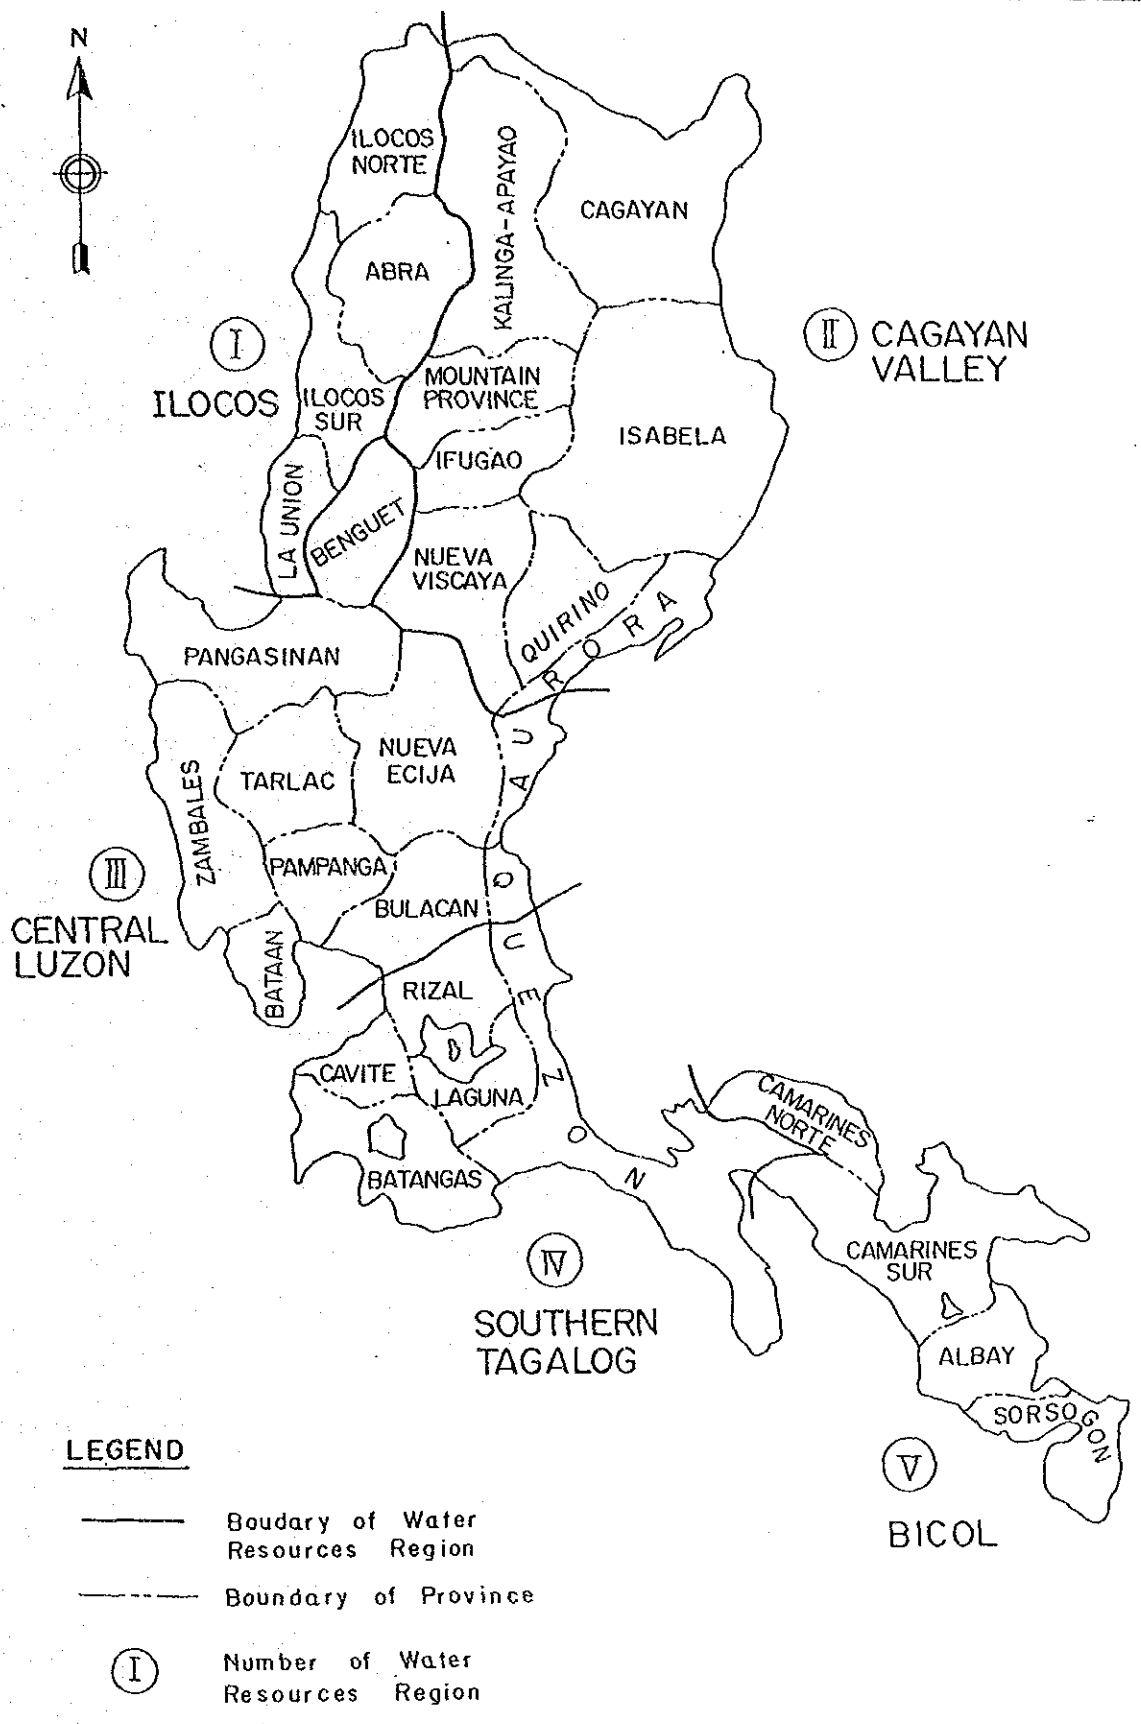 N
ILOCOS
NORTE
KALINGA-APAYAO
CAGAYAN
ABRA
I
ILOCOS
II
CAGAYAN
VALLEY
MOUNTAIN
PROVINCE
ILOCOS
SUR
ISABELA
IFUGAO
LA UNION
BENGUET
NUEVA
VISCAYA
QUIRINO
AURORA
PANGASINAN
NUEVA
ECIJA
TARLAC
ZAMBALES
III
CENTRAL
LUZON
PAMPANGA
BULACAN
BATAAN
QUEZON
RIZAL
CAVITE
LAGUNA
BATANGAS
CAMARINES
NORTE
IV
SOUTHERN
TAGALOG
CAMARINES
SUR
ALBAY
SORSOGON
V
BICOL
LEGEND
Boudary of Water
Resources Region
Boundary of Province
I
Number of Water
Resources Region